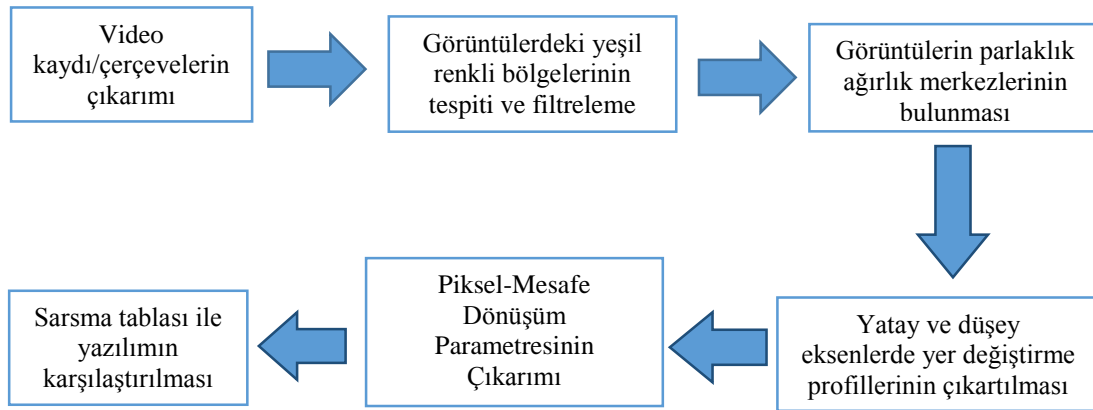 Video
kaydı/çerçevelerin
çıkarımı
Görüntülerdeki yeşil
renkli bölgelerinin
tespiti ve filtreleme
Görüntülerin parlaklık
ağırlık merkezlerinin
bulunması
Yatay ve düşey
eksenlerde yer değiştirme
profillerinin çıkartılması
Piksel-Mesafe
Dönüşüm
Parametresinin
Çıkarımı
Sarsma tablası ile
yazılımın
karşılaştırılması